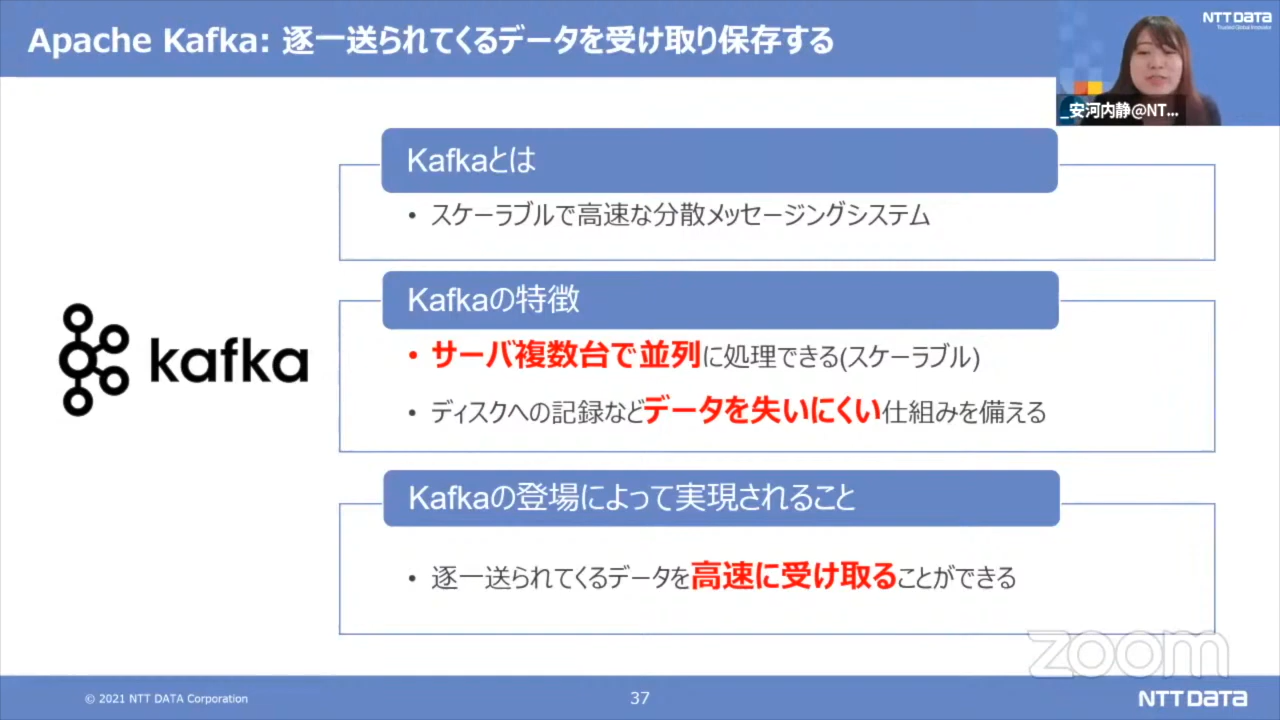 Apache Kafka: 逐一送られてくるデータを受け取り保存する
NTT DATA
Trusted Global Innovator
_安河内静@NT...
Kafkaとは
• スケーラブルで高速な分散メッセージングシステム
Kafkaの特徴
• サーバ複数台で並列に処理できる(スケーラブル)
• ディスクへの記録などデータを失いにくい仕組みを備える
kafka
Kafkaの登場によって実現されること
• 逐一送られてくるデータを高速に受け取ることができる
zoom
© 2021 NTT DATA Corporation
37
NTT DATA